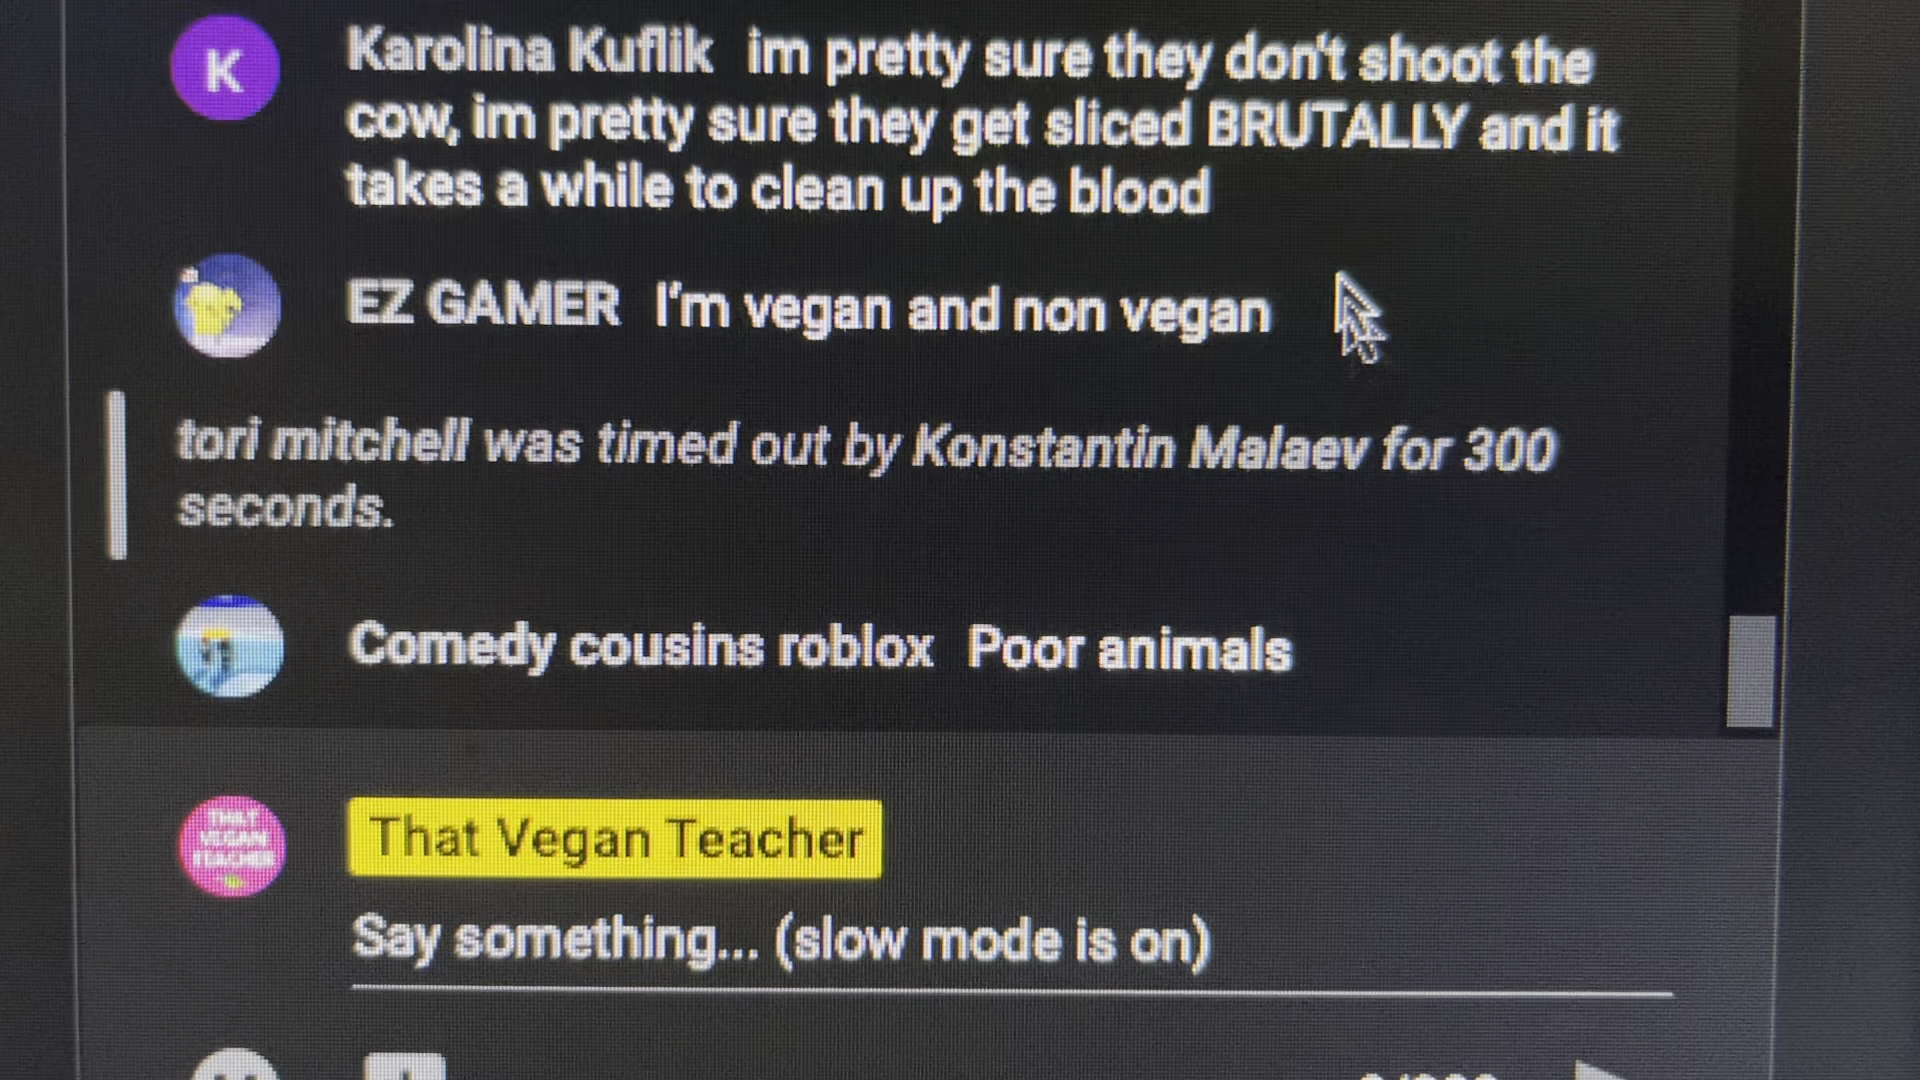 K
Karolina Kuflik im pretty sure they don't shoot the
cow, im pretty sure they get sliced BRUTALLY and it
takes a while to clean up the blood
EZ GAMER I'm vegan and non vegan
tori mitchell was timed out by Konstantin Malaev for 300
seconds.
Comedy cousins roblox Poor animals
THAT
VEGAN
TEACHER
That Vegan Teacher
Say something... (slow mode is on)